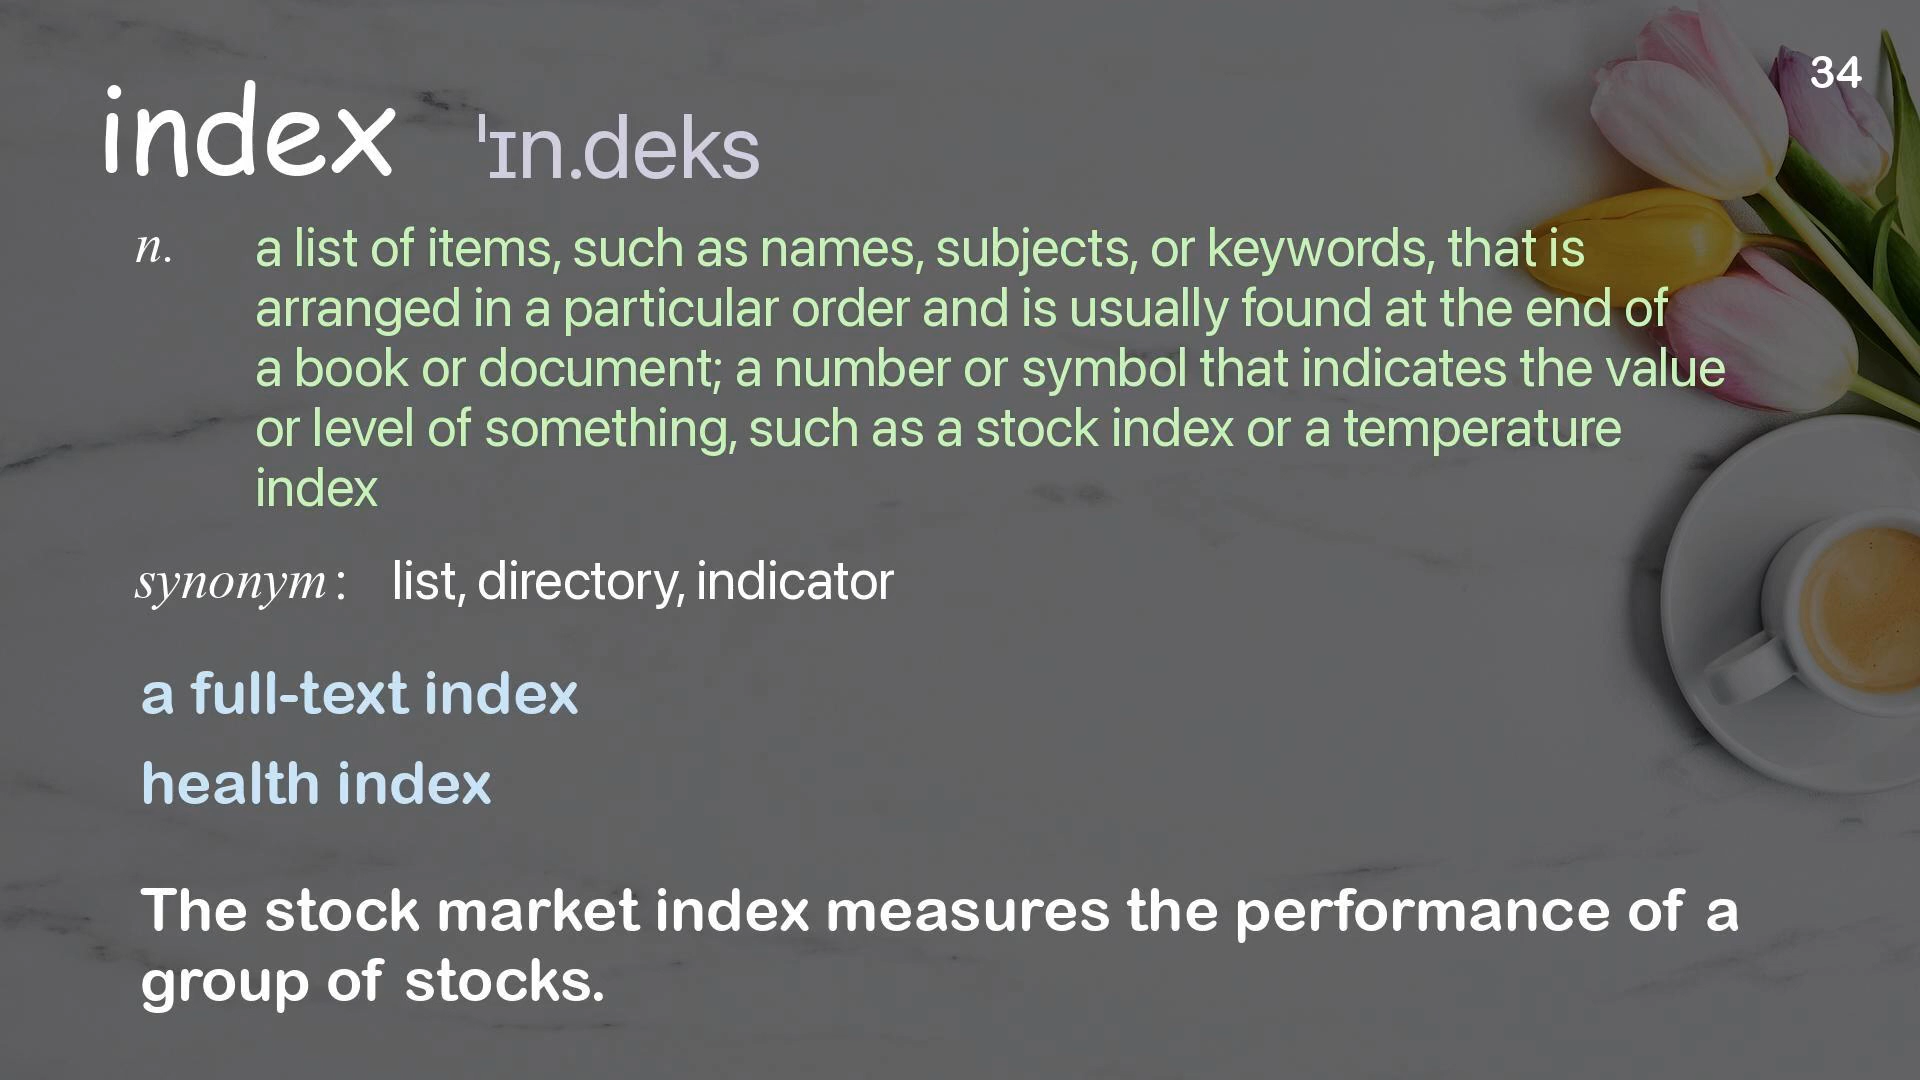 34
index ˈɪn.deks
n. a list of items, such as names, subjects, or keywords, that is
arranged in a particular order and is usually found at the end of
a book or document; a number or symbol that indicates the value
or level of something, such as a stock index or a temperature
index
synonym: list, directory, indicator
a full-text index
health index
The stock market index measures the performance of a
group of stocks.